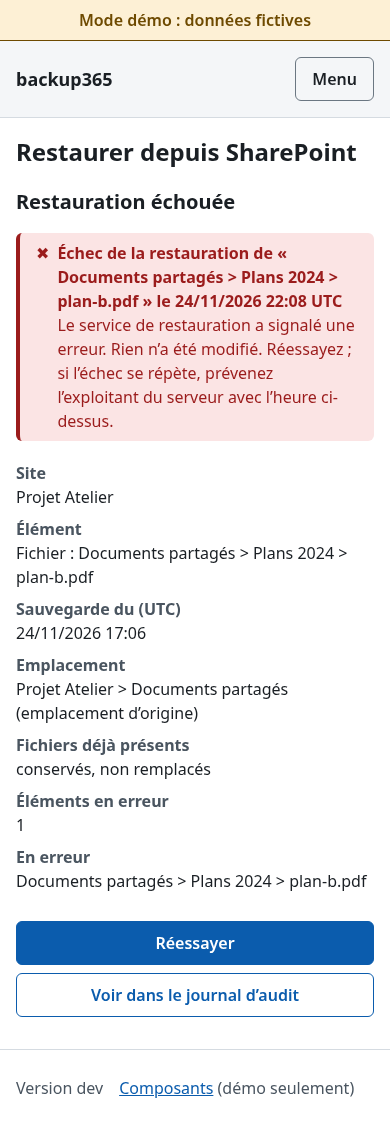 Mode démo : données fictives
backup365
Menu
Restaurer depuis SharePoint
Restauration échouée
✖ Échec de la restauration de «
Documents partagés > Plans 2024 >
plan-b.pdf » le 24/11/2026 22:08 UTC
Le service de restauration a signalé une
erreur. Rien n’a été modifié. Réessayez ;
si l’échec se répète, prévenez
l’exploitant du serveur avec l’heure ci-
dessus.
Site
Projet Atelier
Élément
Fichier : Documents partagés > Plans 2024 >
plan-b.pdf
Sauvegarde du (UTC)
24/11/2026 17:06
Emplacement
Projet Atelier > Documents partagés
(emplacement d’origine)
Fichiers déjà présents
conservés, non remplacés
Éléments en erreur
1
En erreur
Documents partagés > Plans 2024 > plan-b.pdf
Réessayer
Voir dans le journal d’audit
Version dev Composants (démo seulement)